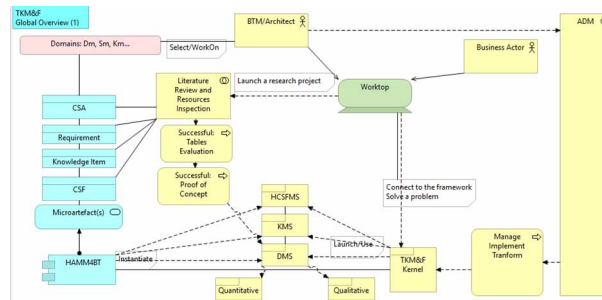 TKM&F
Global Overview (1)
BTM/Architect
ADM
Domains: Dm, Sm, Km...
Select/WorkOn
Business Actor
Literature
Review and
Resources
Inspection
Launch a research project
Worktop
CSA
Requirement
Successful:
Tables
Evaluation
Knowledge Item
Successful:
Proof of
Concept
CSF
Connect to the framework
Solve a problem
HCSFMS
Microartefact(s)
KMS
Manage
Implement
Tranform
Launch/Use
HAMM4BT
Instantiate
DMS
TKM&F
Kernel
Quantitative
Qualitative